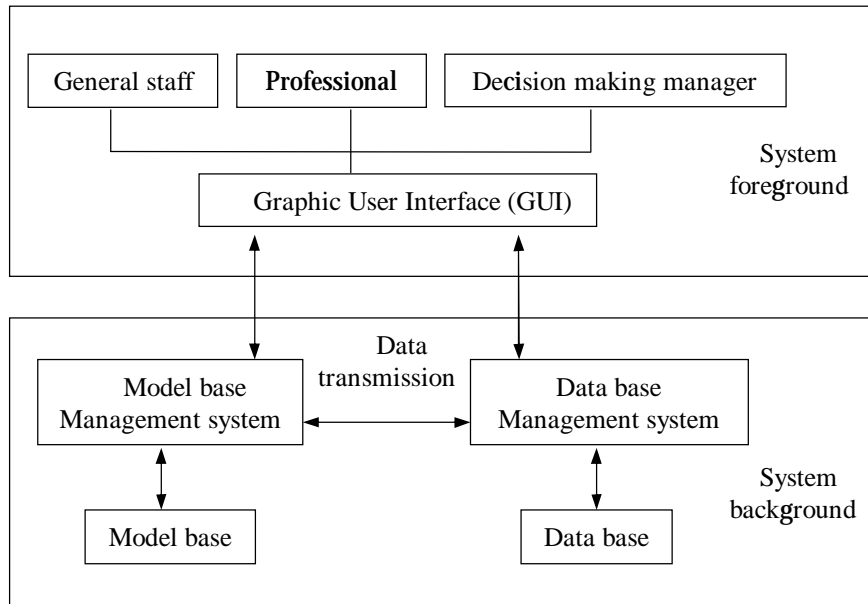 General staff
Professional
Decision making manager
System
foreground
Graphic User Interface (GUI)
Data
transmission
Model base
Management system
Data base
Management system
System
background
Model base
Data base